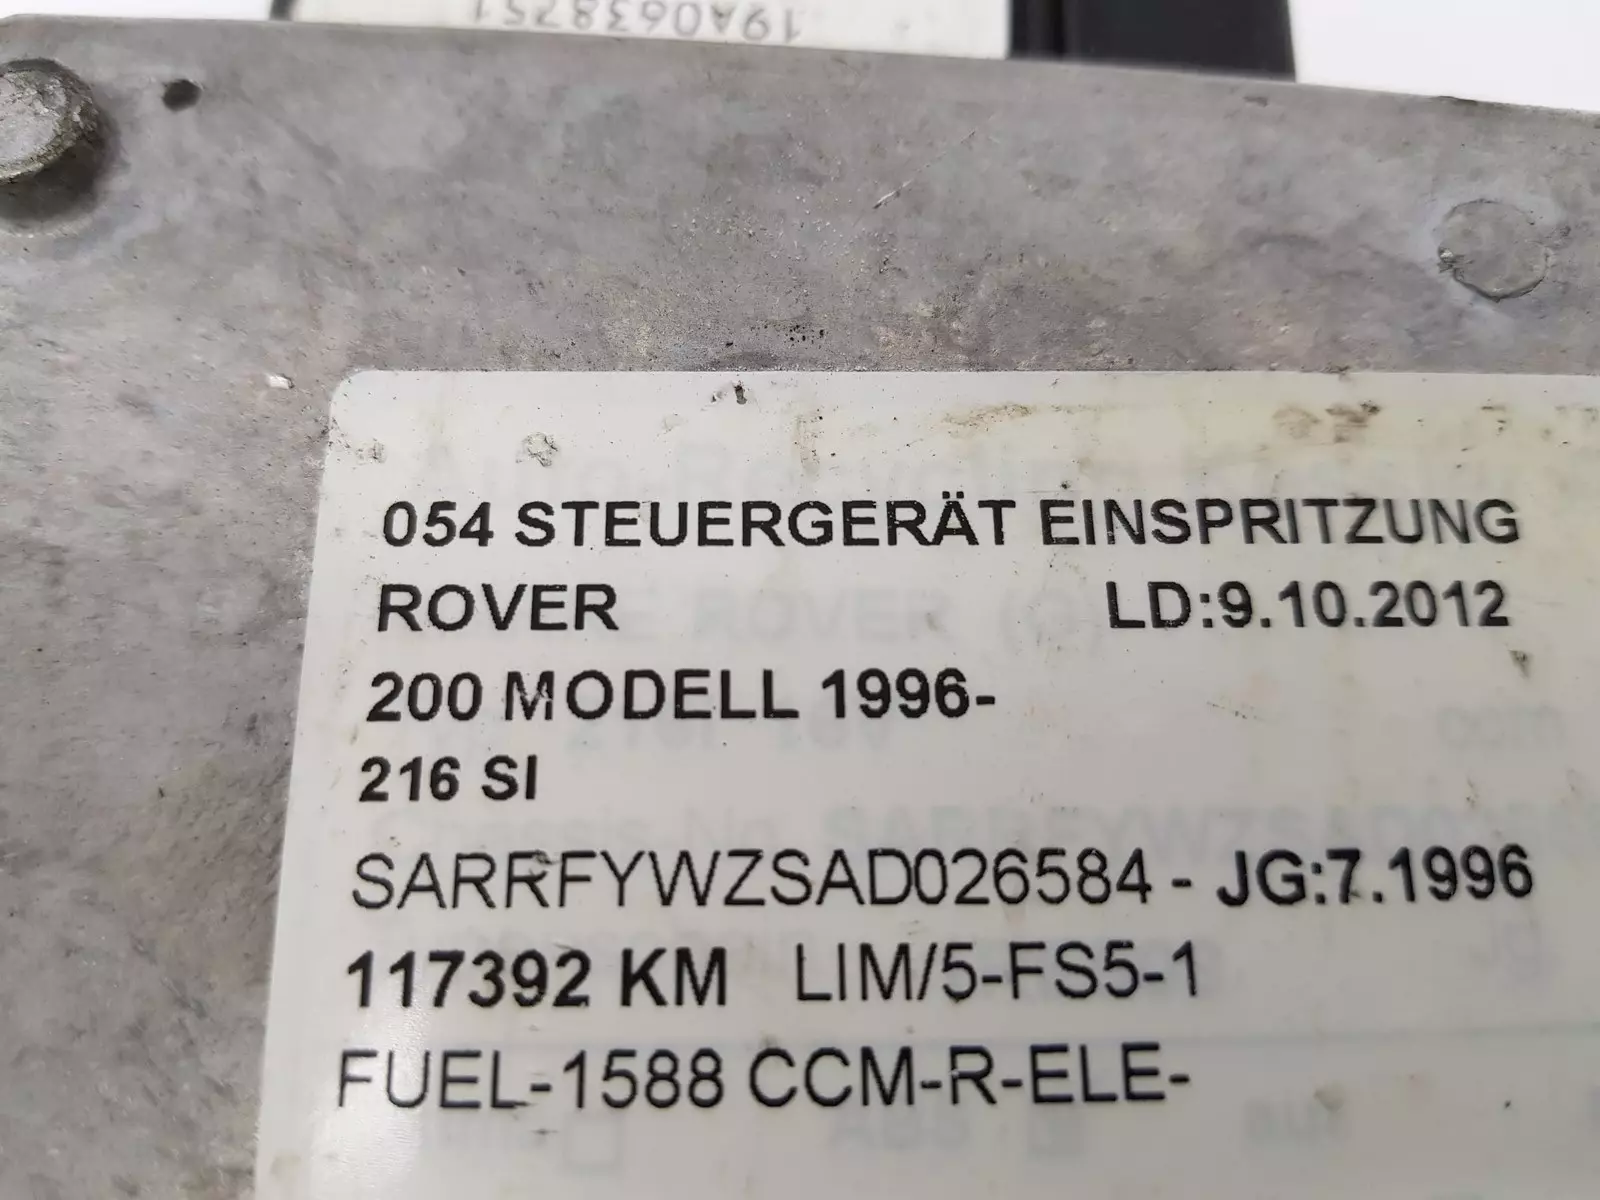 19A0638751
054 STEUERGERÄT EINSPRITZUNG
ROVER LD:9.10.2012
200 MODELL 1996-
216 SI
SARRFYWZSAD026584 - JG:7.1996
117392 KM LIM/5-FS5-1
FUEL-1588 CCM-R-ELE-